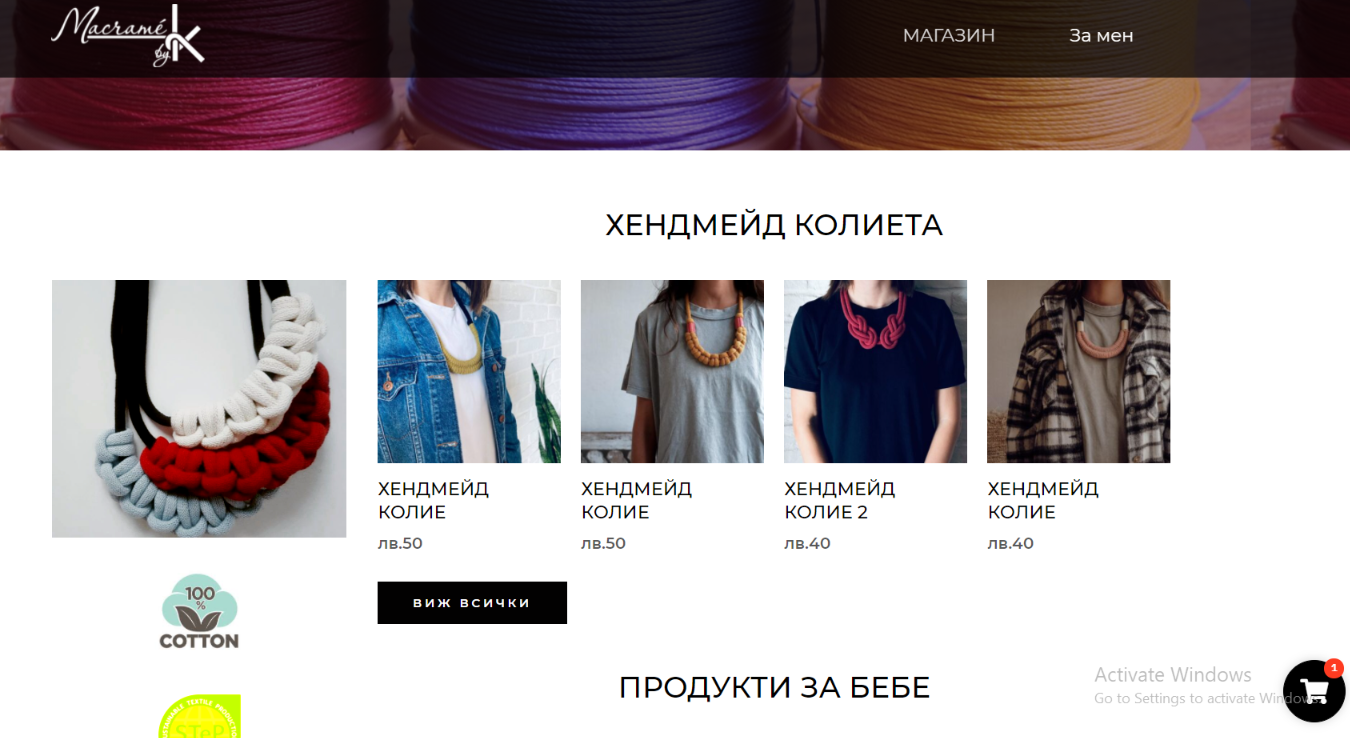 Macramé
by K
МАГАЗИН
За мен
ХЕНДМЕЙД КОЛИЕТА
ХЕНДМЕЙД
КОЛИЕ
лв.50
ХЕНДМЕЙД
КОЛИЕ
лв.50
ХЕНДМЕЙД
КОЛИЕ 2
лв.40
ХЕНДМЕЙД
КОЛИЕ
лв.40
ВИЖ ВСИЧКИ
100
%
COTTON
ПРОДУКТИ ЗА БЕБЕ
TEXTILE
STeP
Activate Windows
Go to Settings to activate Windows.
1